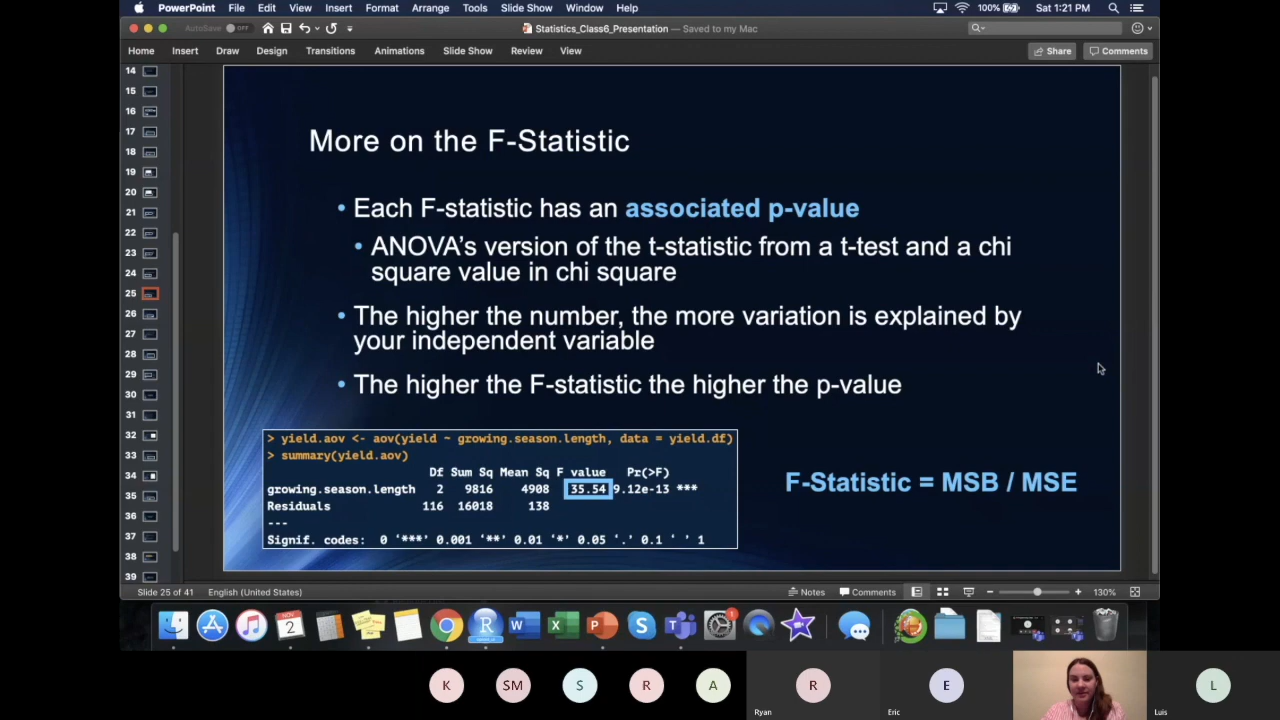 PowerPoint File Edit View Insert Format Arrange Tools Slide Show Window Help 100% Sat 1:21 PM
AutoSave OFF Statistics_Class6_Presentation — Saved to my Mac
Home Insert Draw Design Transitions Animations Slide Show Review View Share Comments
14
15
16
17
18
19
20
21
22
23
24
25
26
27
28
29
30
31
32
33
34
35
36
37
38
39
More on the F-Statistic
• Each F-statistic has an associated p-value
• ANOVA's version of the t-statistic from a t-test and a chi
square value in chi square
• The higher the number, the more variation is explained by
your independent variable
• The higher the F-statistic the higher the p-value
> yield.aov <- aov(yield ~ growing.season.length, data = yield.df)
> summary(yield.aov)
Df Sum Sq Mean Sq F value Pr(>F)
growing.season.length 2 9816 4908 35.54 9.12e-13 ***
Residuals 116 16018 138
---
Signif. codes: 0 ‘***’ 0.001 ‘**’ 0.01 ‘*’ 0.05 ‘.’ 0.1 ‘ ’ 1
F-Statistic = MSB / MSE
Slide 25 of 41 English (United States) Notes Comments 130%
NOV
2
R
W
X
P
S
T
1
K SM S R A R E L
Ryan Eric Luis